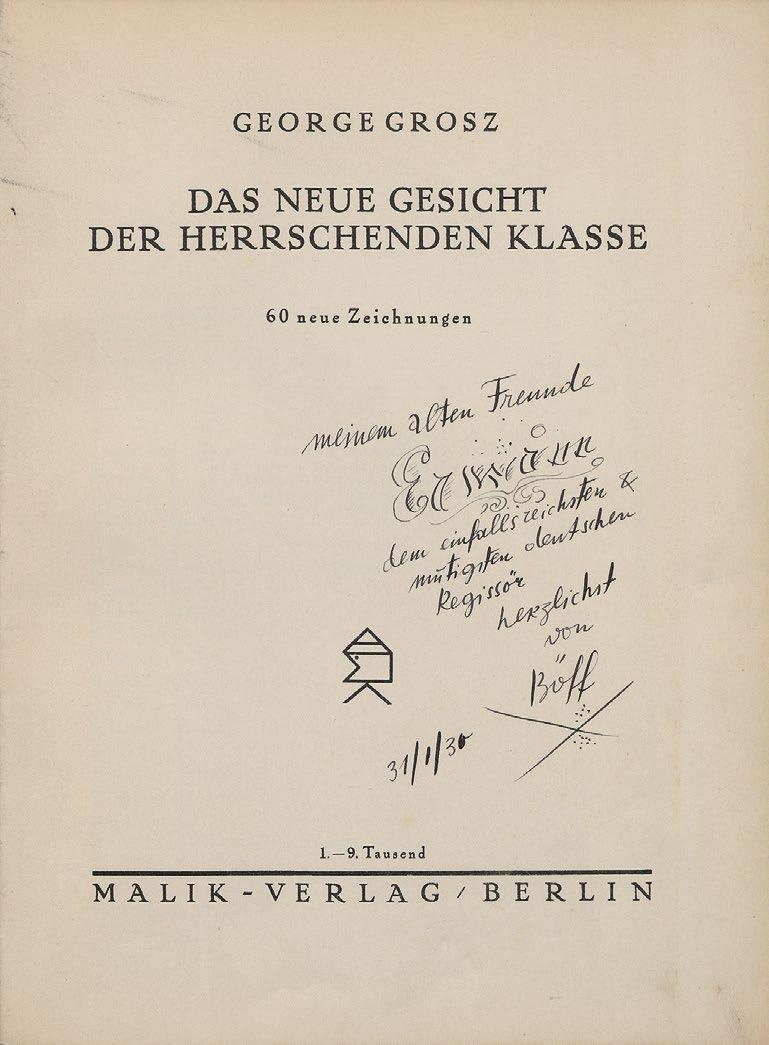 GEORGE GROSZ
DAS NEUE GESICHT
DER HERRSCHENDEN KLASSE
60 neue Zeichnungen
meinem alten Freunde
Erwin
dem einfallsreichsten &
mutigsten deutschen
Regissör
herzlichst
von
Böff
31/1/30
1.—9. Tausend
MALIK-VERLAG / BERLIN